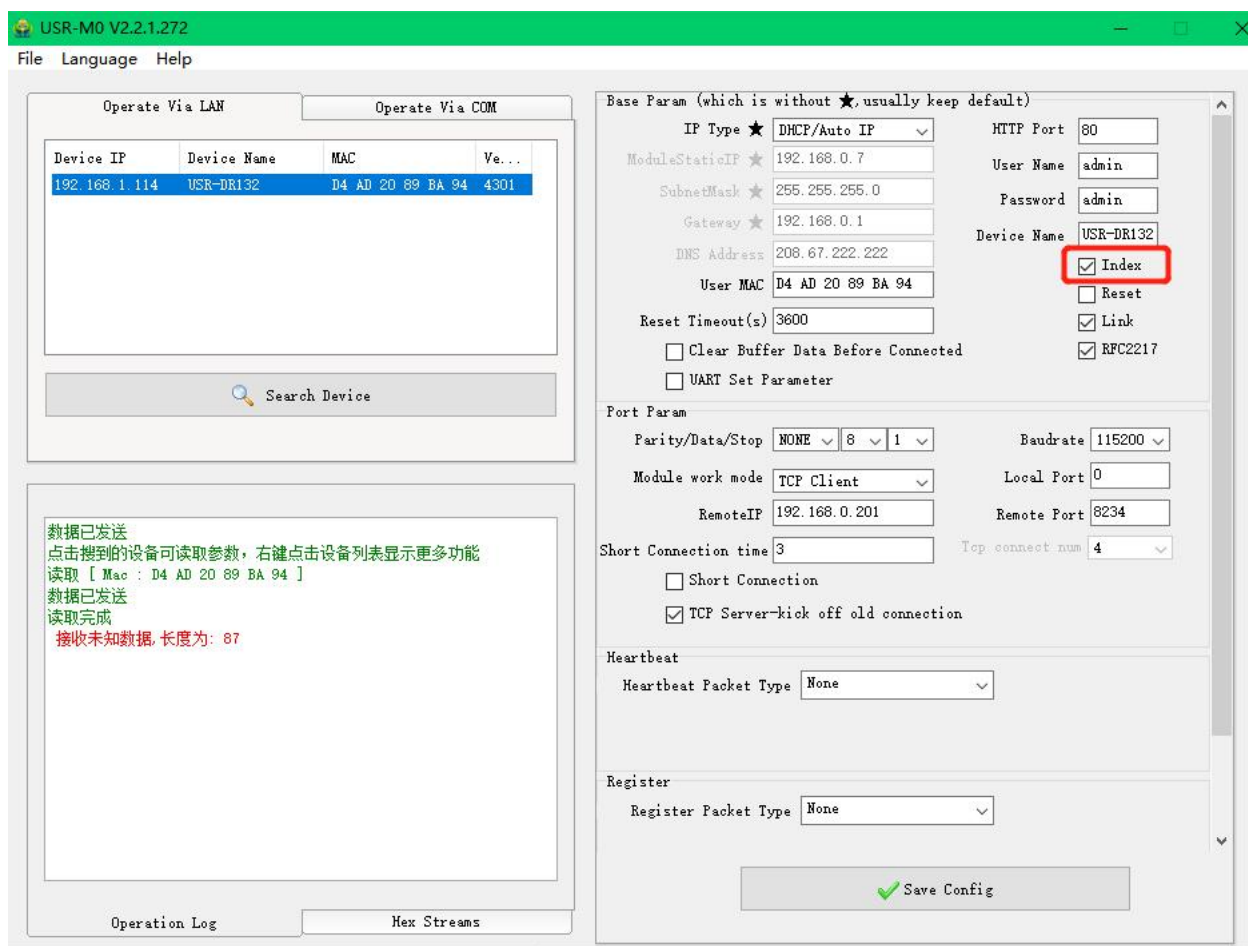 USR-M0 V2.2.1.272
File Language Help
Operate Via LAN
Operate Via COM
Device IP Device Name MAC Ve...
192.168.1.114 USR-DR132 D4 AD 20 89 BA 94 4301
Search Device
数据已发送
点击搜到的设备可读取参数，右键点击设备列表显示更多功能
读取 [ Mac : D4 AD 20 89 BA 94 ]
数据已发送
读取完成
接收未知数据,长度为: 87
Operation Log
Hex Streams
Base Param (which is without ★,usually keep default)
IP Type ★ DHCP/Auto IP
HTTP Port 80
ModuleStaticIP ★ 192.168.0.7
User Name admin
SubnetMask ★ 255.255.255.0
Password admin
Gateway ★ 192.168.0.1
Device Name USR-DR132
DNS Address 208.67.222.222
Index
User MAC D4 AD 20 89 BA 94
Reset
Reset Timeout(s) 3600
Link
Clear Buffer Data Before Connected
RFC2217
UART Set Parameter
Port Param
Parity/Data/Stop NONE 8 1
Baudrate 115200
Module work mode TCP Client
Local Port 0
RemoteIP 192.168.0.201
Remote Port 8234
Short Connection time 3
Tcp connect num 4
Short Connection
TCP Server-kick off old connection
Heartbeat
Heartbeat Packet Type None
Register
Register Packet Type None
Save Config